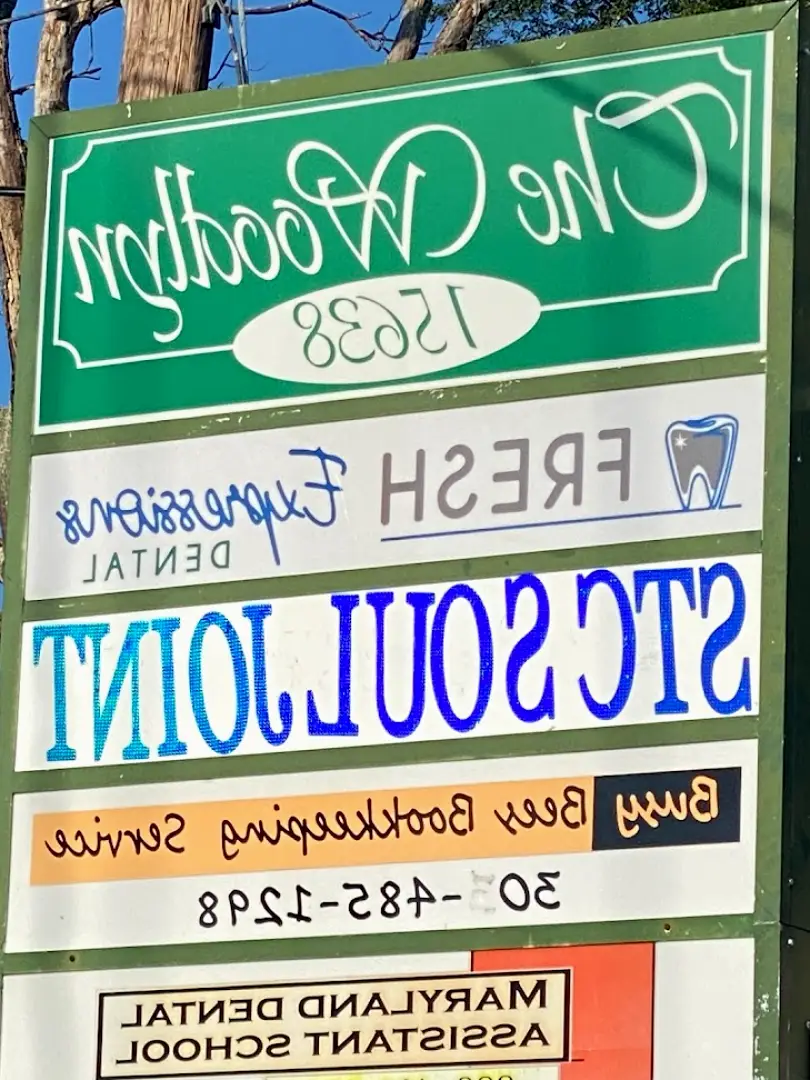 The Woodlyn
15638
FRESH Expressions
DENTAL
STC SOUL JOINT
Busy Bees Bookkeeping Service
30 -485-1298
MARYLAND DENTAL
ASSISTANT SCHOOL